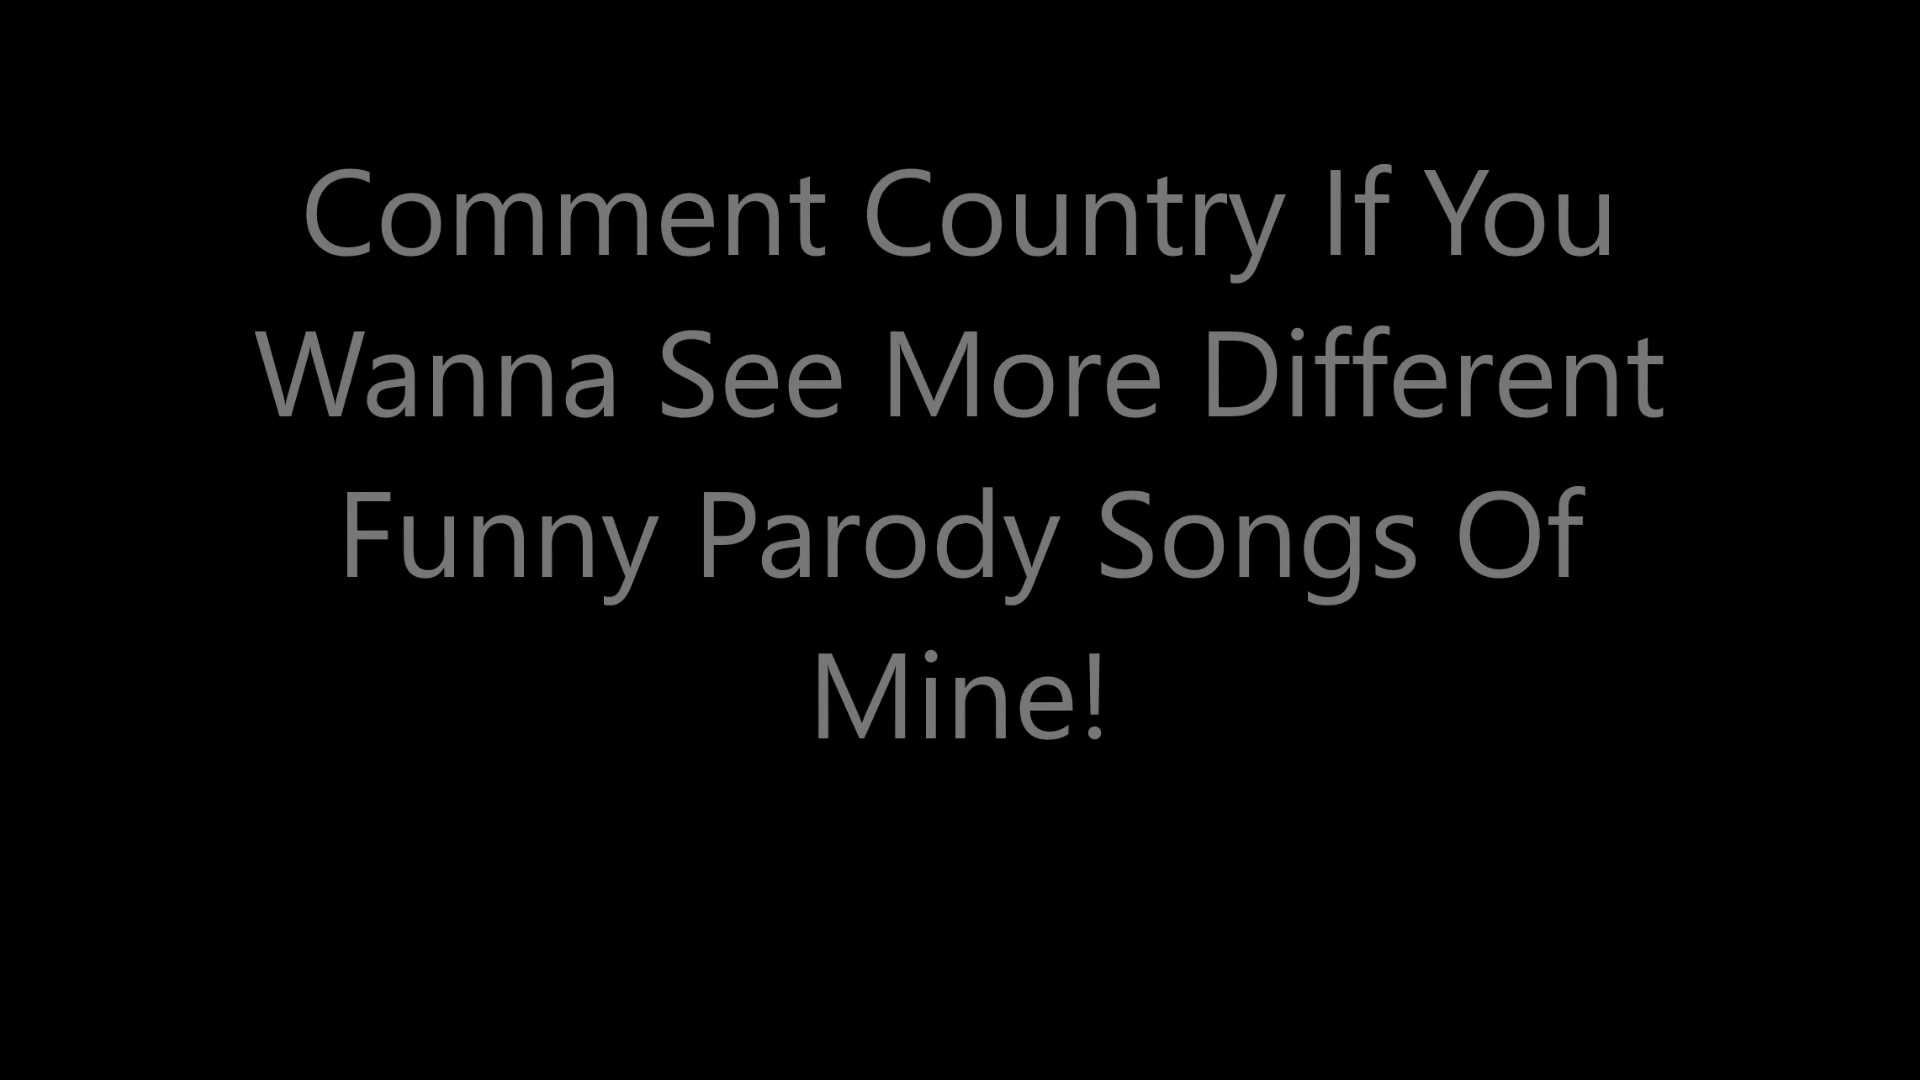 Comment Country If You
Wanna See More Different
Funny Parody Songs Of
Mine!